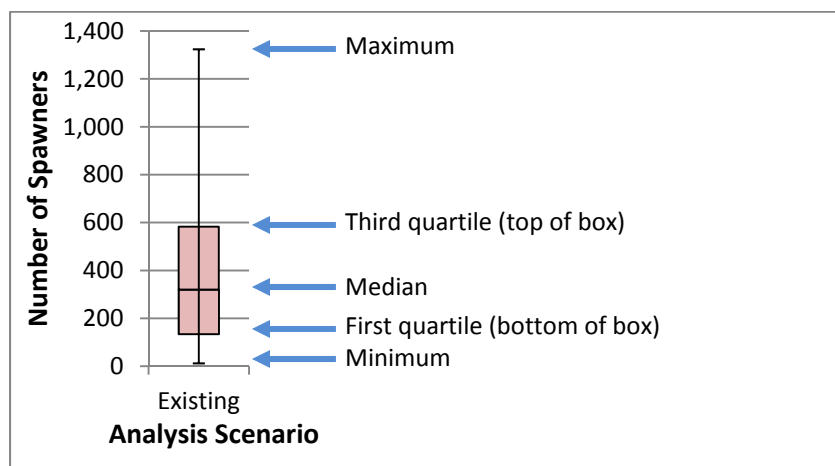 1,400
1,200
1,000
800
600
400
200
0
Number of Spawners
Maximum
Third quartile (top of box)
Median
First quartile (bottom of box)
Minimum
Existing
Analysis Scenario